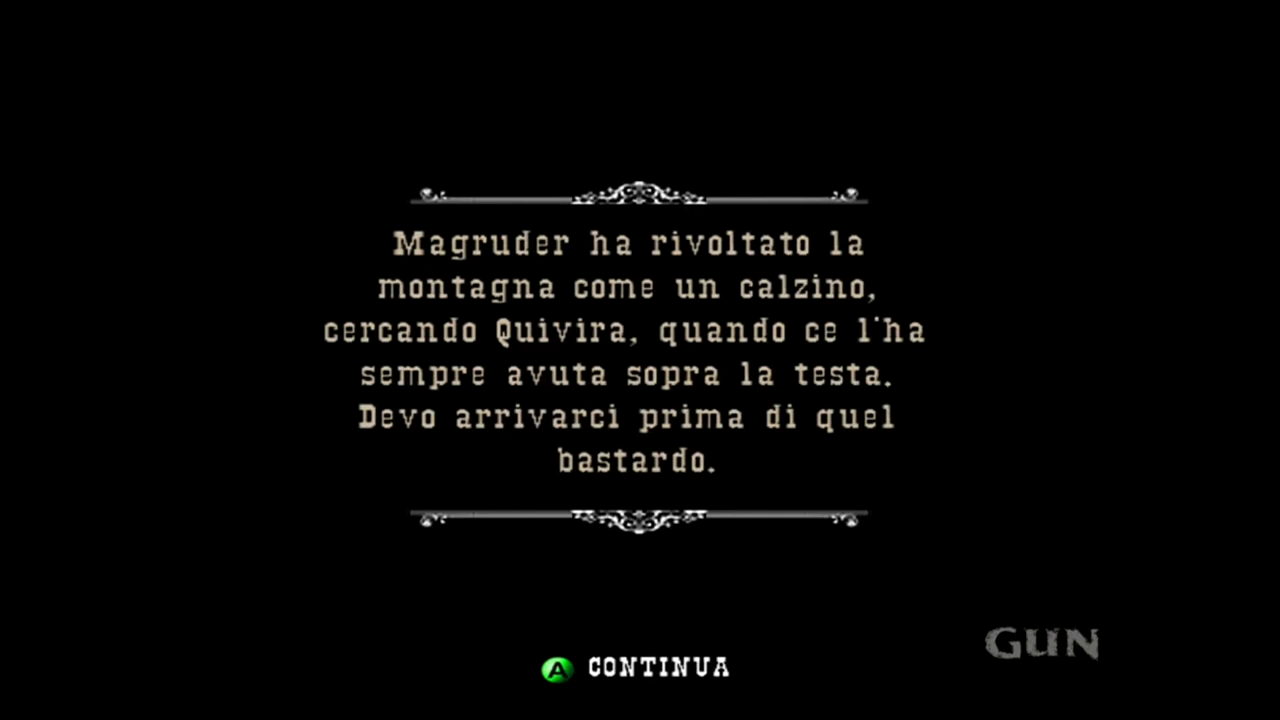 Magruder ha rivoltato la
montagna come un calzino,
cercando Quivira, quando ce l'ha
sempre avuta sopra la testa.
Devo arrivarci prima di quel
bastardo.
GUN
A CONTINUA